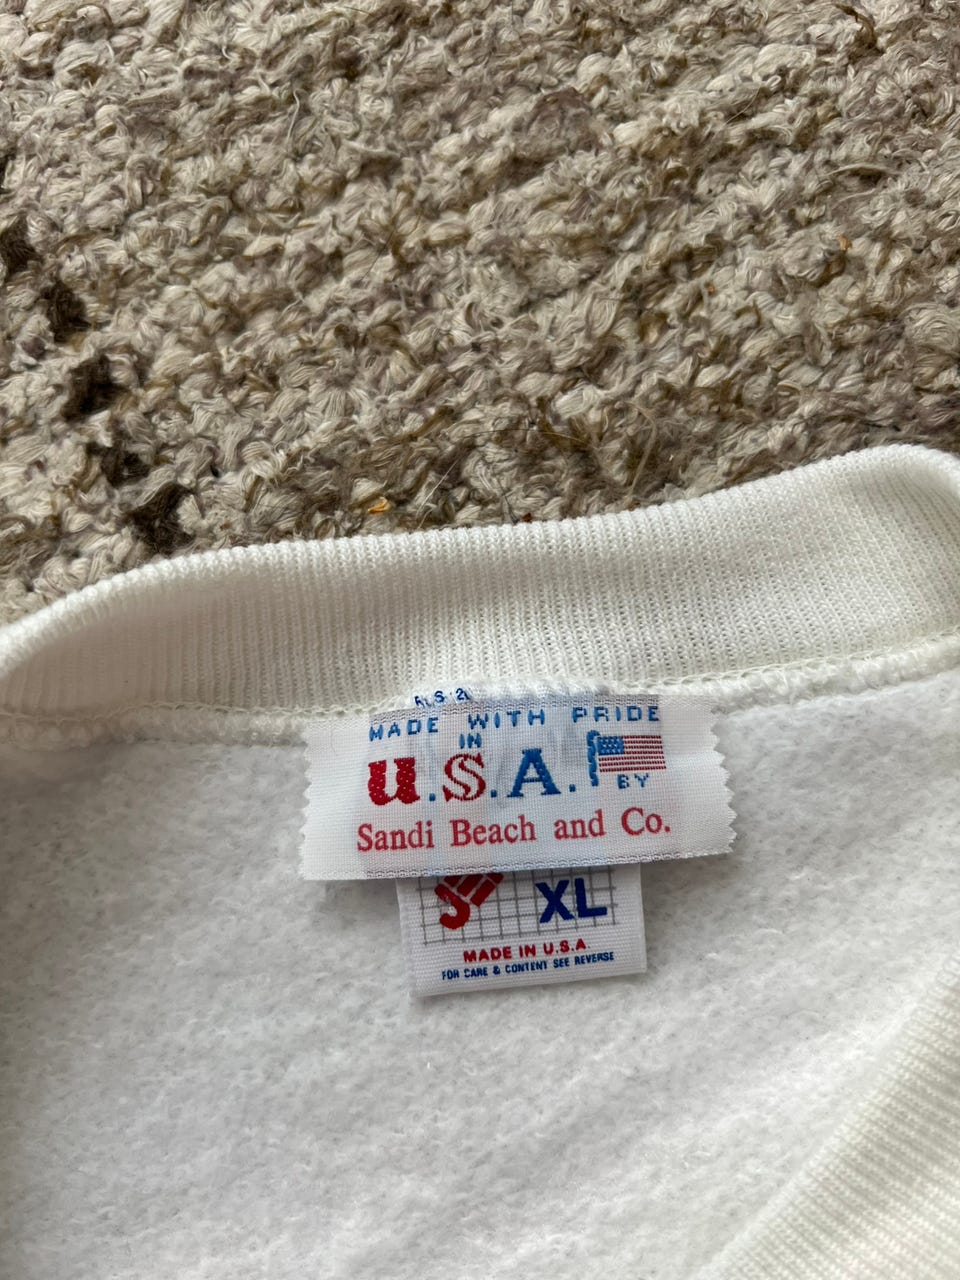 MADE WITH PRIDE
IN
U.S.A.
BY
Sandi Beach and Co.
XL
MADE IN U.S.A.
FOR CARE & CONTENT SEE REVERSE